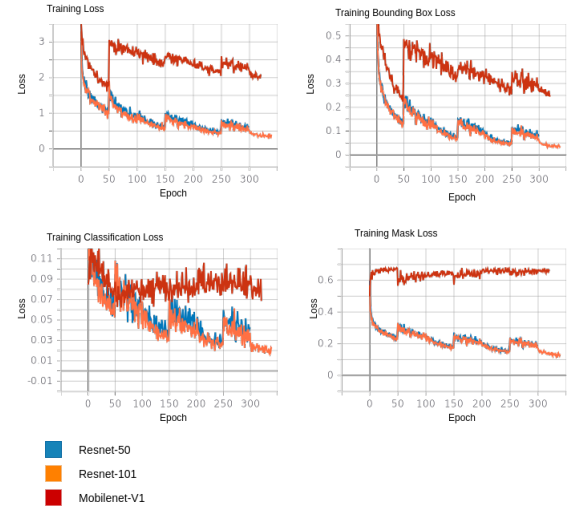 Training Loss
Loss
3
2
1
0
0 50 100 150 200 250 300
Epoch
Training Bounding Box Loss
Loss
0.5
0.4
0.3
0.2
0.1
0
0 50 100 150 200 250 300
Epoch
Training Classification Loss
Loss
0.11
0.09
0.07
0.05
0.03
0.01
-0.01
0 50 100 150 200 250 300
Epoch
Training Mask Loss
Loss
0.6
0.4
0.2
0
0 50 100 150 200 250 300
Epoch
Resnet-50
Resnet-101
Mobilenet-V1